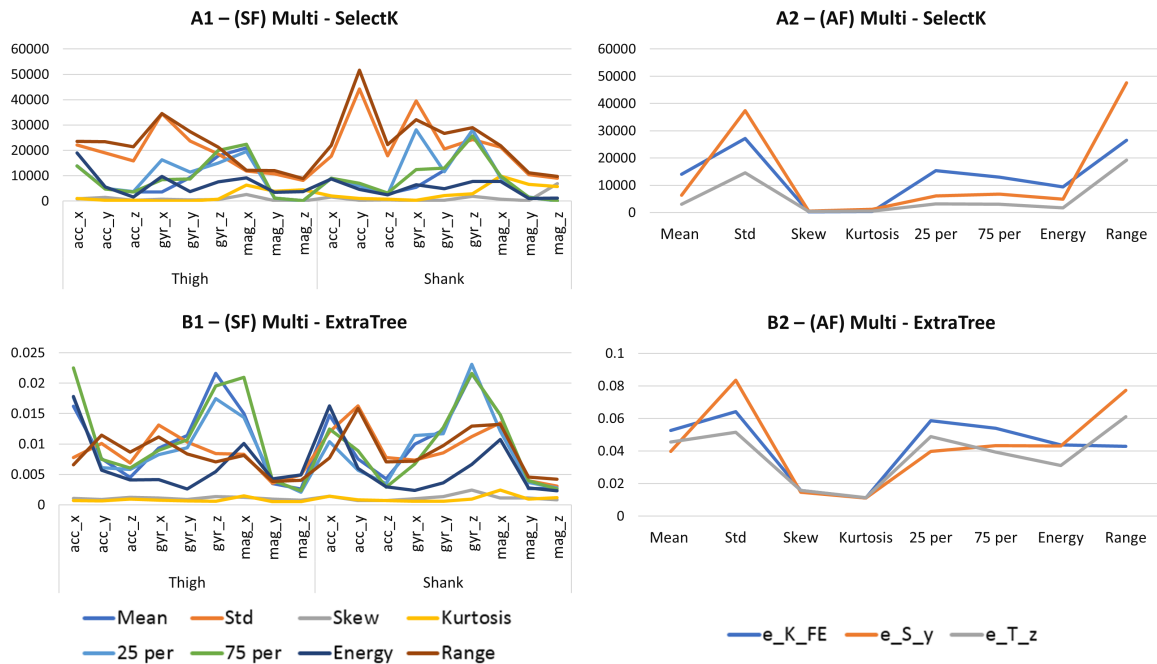 A1 – (SF) Multi - SelectK
60000
50000
40000
30000
20000
10000
0
acc_x acc_y acc_z gyr_x gyr_y gyr_z mag_x mag_y mag_z acc_x acc_y acc_z gyr_x gyr_y gyr_z mag_x mag_y mag_z
Thigh Shank
A2 – (AF) Multi - SelectK
60000
50000
40000
30000
20000
10000
0
Mean Std Skew Kurtosis 25 per 75 per Energy Range
B1 – (SF) Multi - ExtraTree
0.025
0.02
0.015
0.01
0.005
0
acc_x acc_y acc_z gyr_x gyr_y gyr_z mag_x mag_y mag_z acc_x acc_y acc_z gyr_x gyr_y gyr_z mag_x mag_y mag_z
Thigh Shank
Mean Std Skew Kurtosis
25 per 75 per Energy Range
B2 – (AF) Multi - ExtraTree
0.1
0.08
0.06
0.04
0.02
0
Mean Std Skew Kurtosis 25 per 75 per Energy Range
e_K_FE e_S_y e_T_z